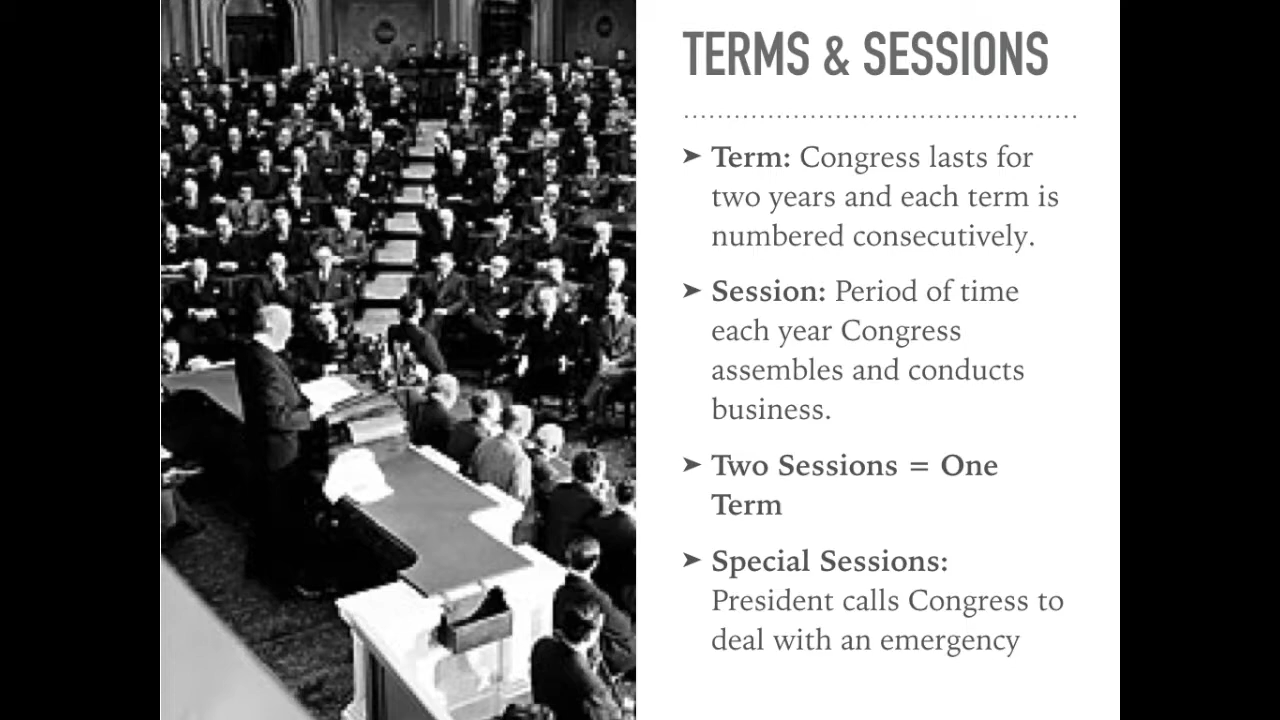 TERMS & SESSIONS
➤ Term: Congress lasts for
two years and each term is
numbered consecutively.
➤ Session: Period of time
each year Congress
assembles and conducts
business.
➤ Two Sessions = One
Term
➤ Special Sessions:
President calls Congress to
deal with an emergency